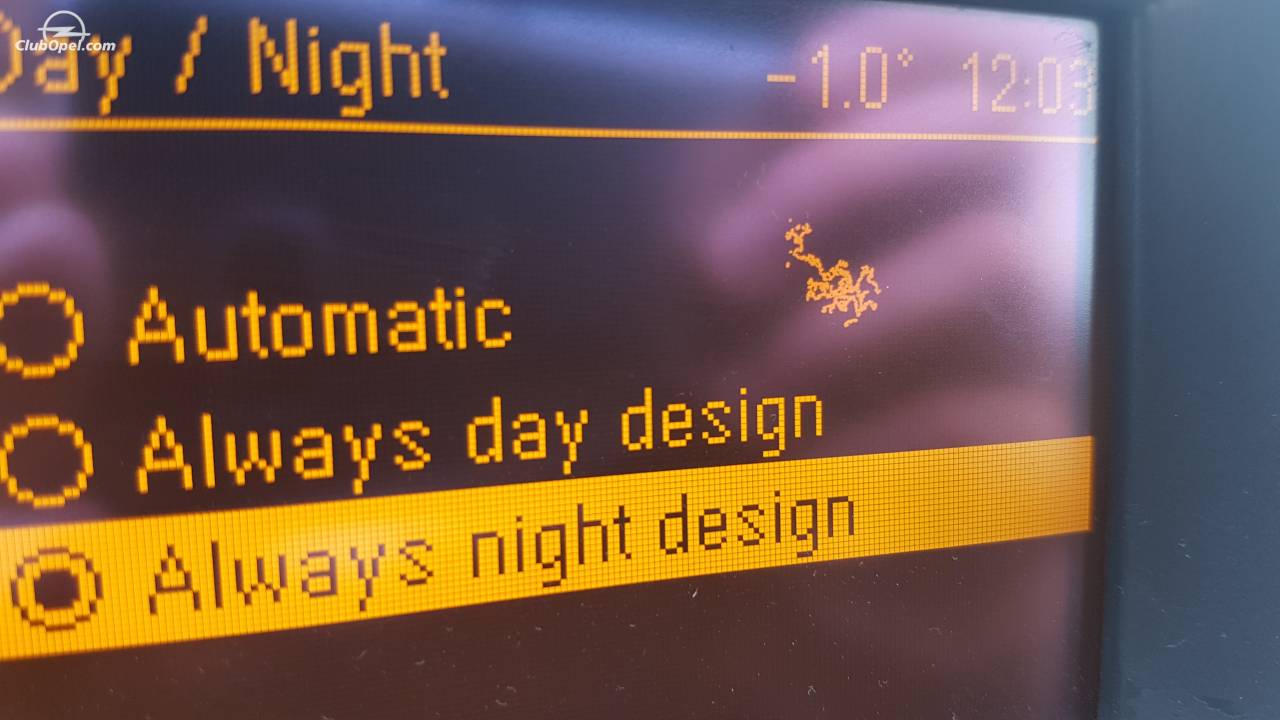 ClubOpel.com
Day / Night -1.0° 12:03
Automatic
Always day design
Always night design